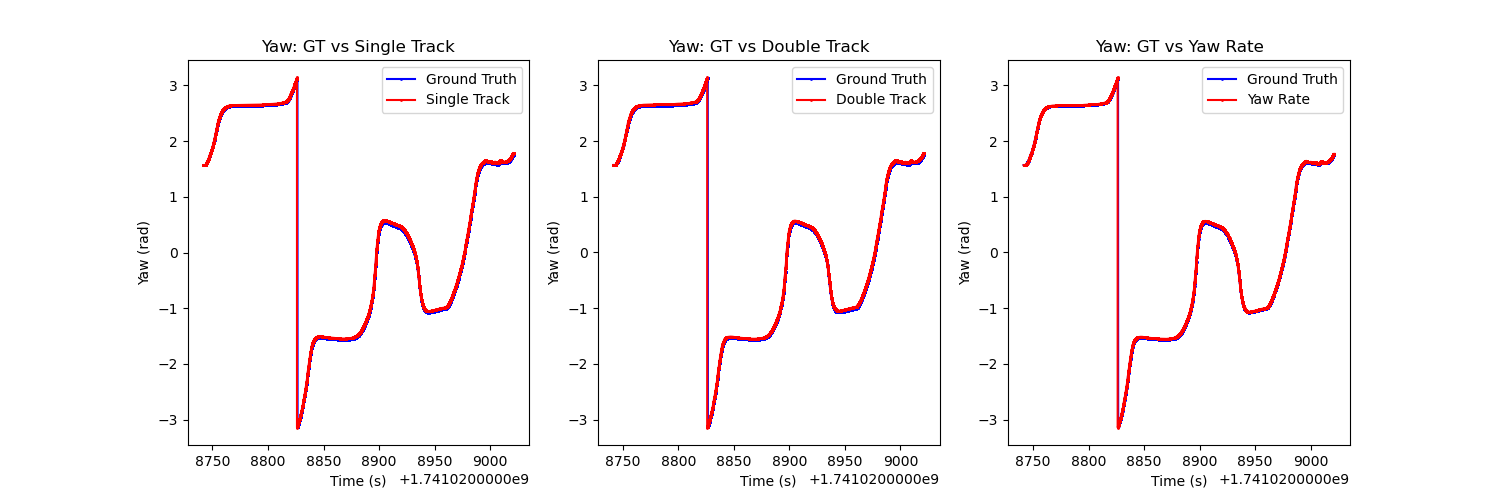 Yaw: GT vs Single Track
Ground Truth
Single Track
3
2
1
0
−1
−2
−3
Yaw (rad)
8750 8800 8850 8900 8950 9000
Time (s) +1.7410200000e9
Yaw: GT vs Double Track
Ground Truth
Double Track
3
2
1
0
−1
−2
−3
Yaw (rad)
8750 8800 8850 8900 8950 9000
Time (s) +1.7410200000e9
Yaw: GT vs Yaw Rate
Ground Truth
Yaw Rate
3
2
1
0
−1
−2
−3
Yaw (rad)
8750 8800 8850 8900 8950 9000
Time (s) +1.7410200000e9